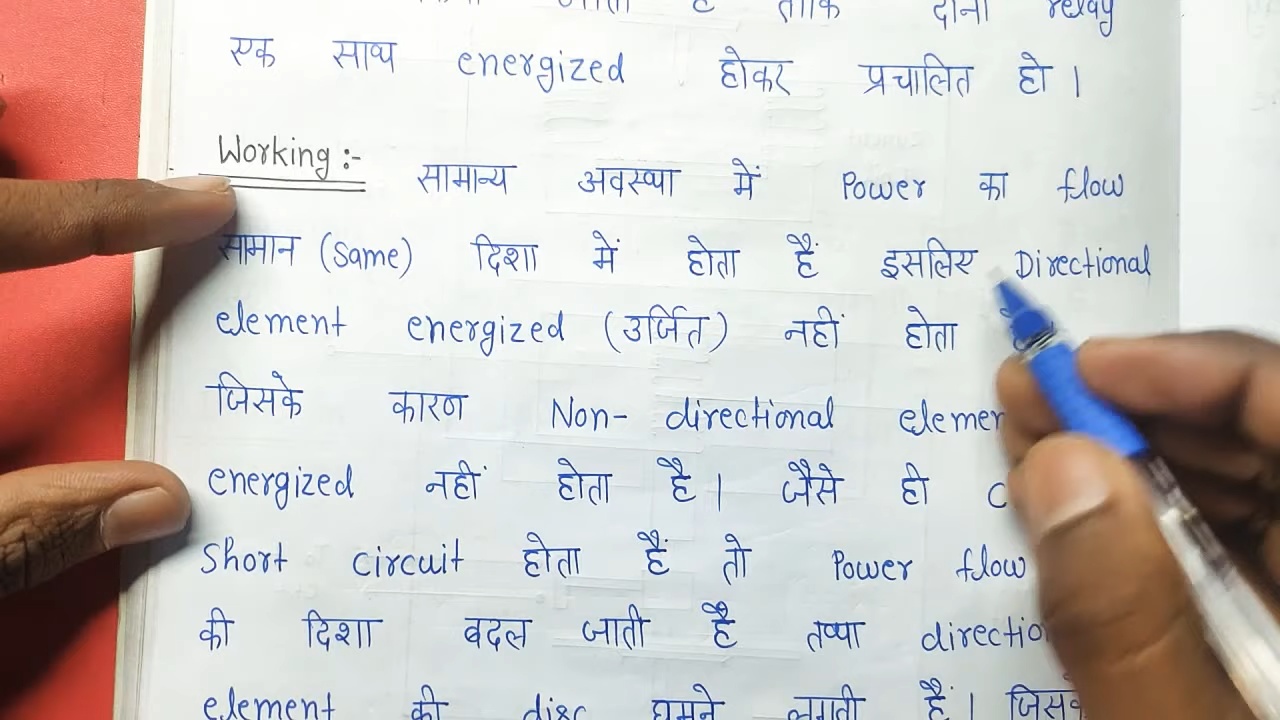 है ताकि दोनो relay
एक साथ energized होकर प्रचालित हो ।
Working :- सामान्य अवस्था में Power का flow
सामान (Same) दिशा में होता हैं इसलिए Directional
element energized (उर्जित) नहीं होता है
जिसके कारण Non- directional elemen
energized नहीं होता है । जैसे ही C
Short circuit होता हैं तो Power flow
की दिशा बदल जाती है तथा directio
element की disc घुमने लगती हैं । जिसके